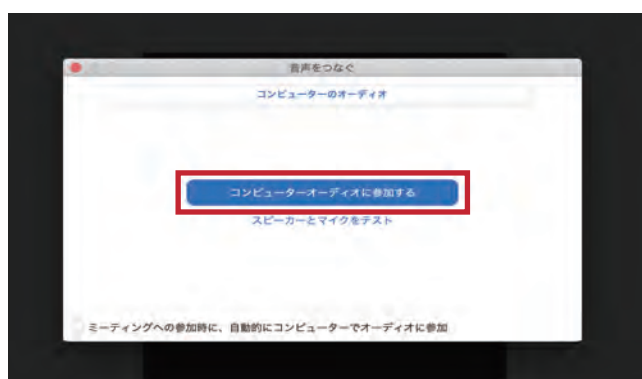 音声をつなぐ
コンピューターのオーディオ
コンピューターオーディオに参加する
スピーカーとマイクをテスト
ミーティングへの参加時に、自動的にコンピューターでオーディオに参加